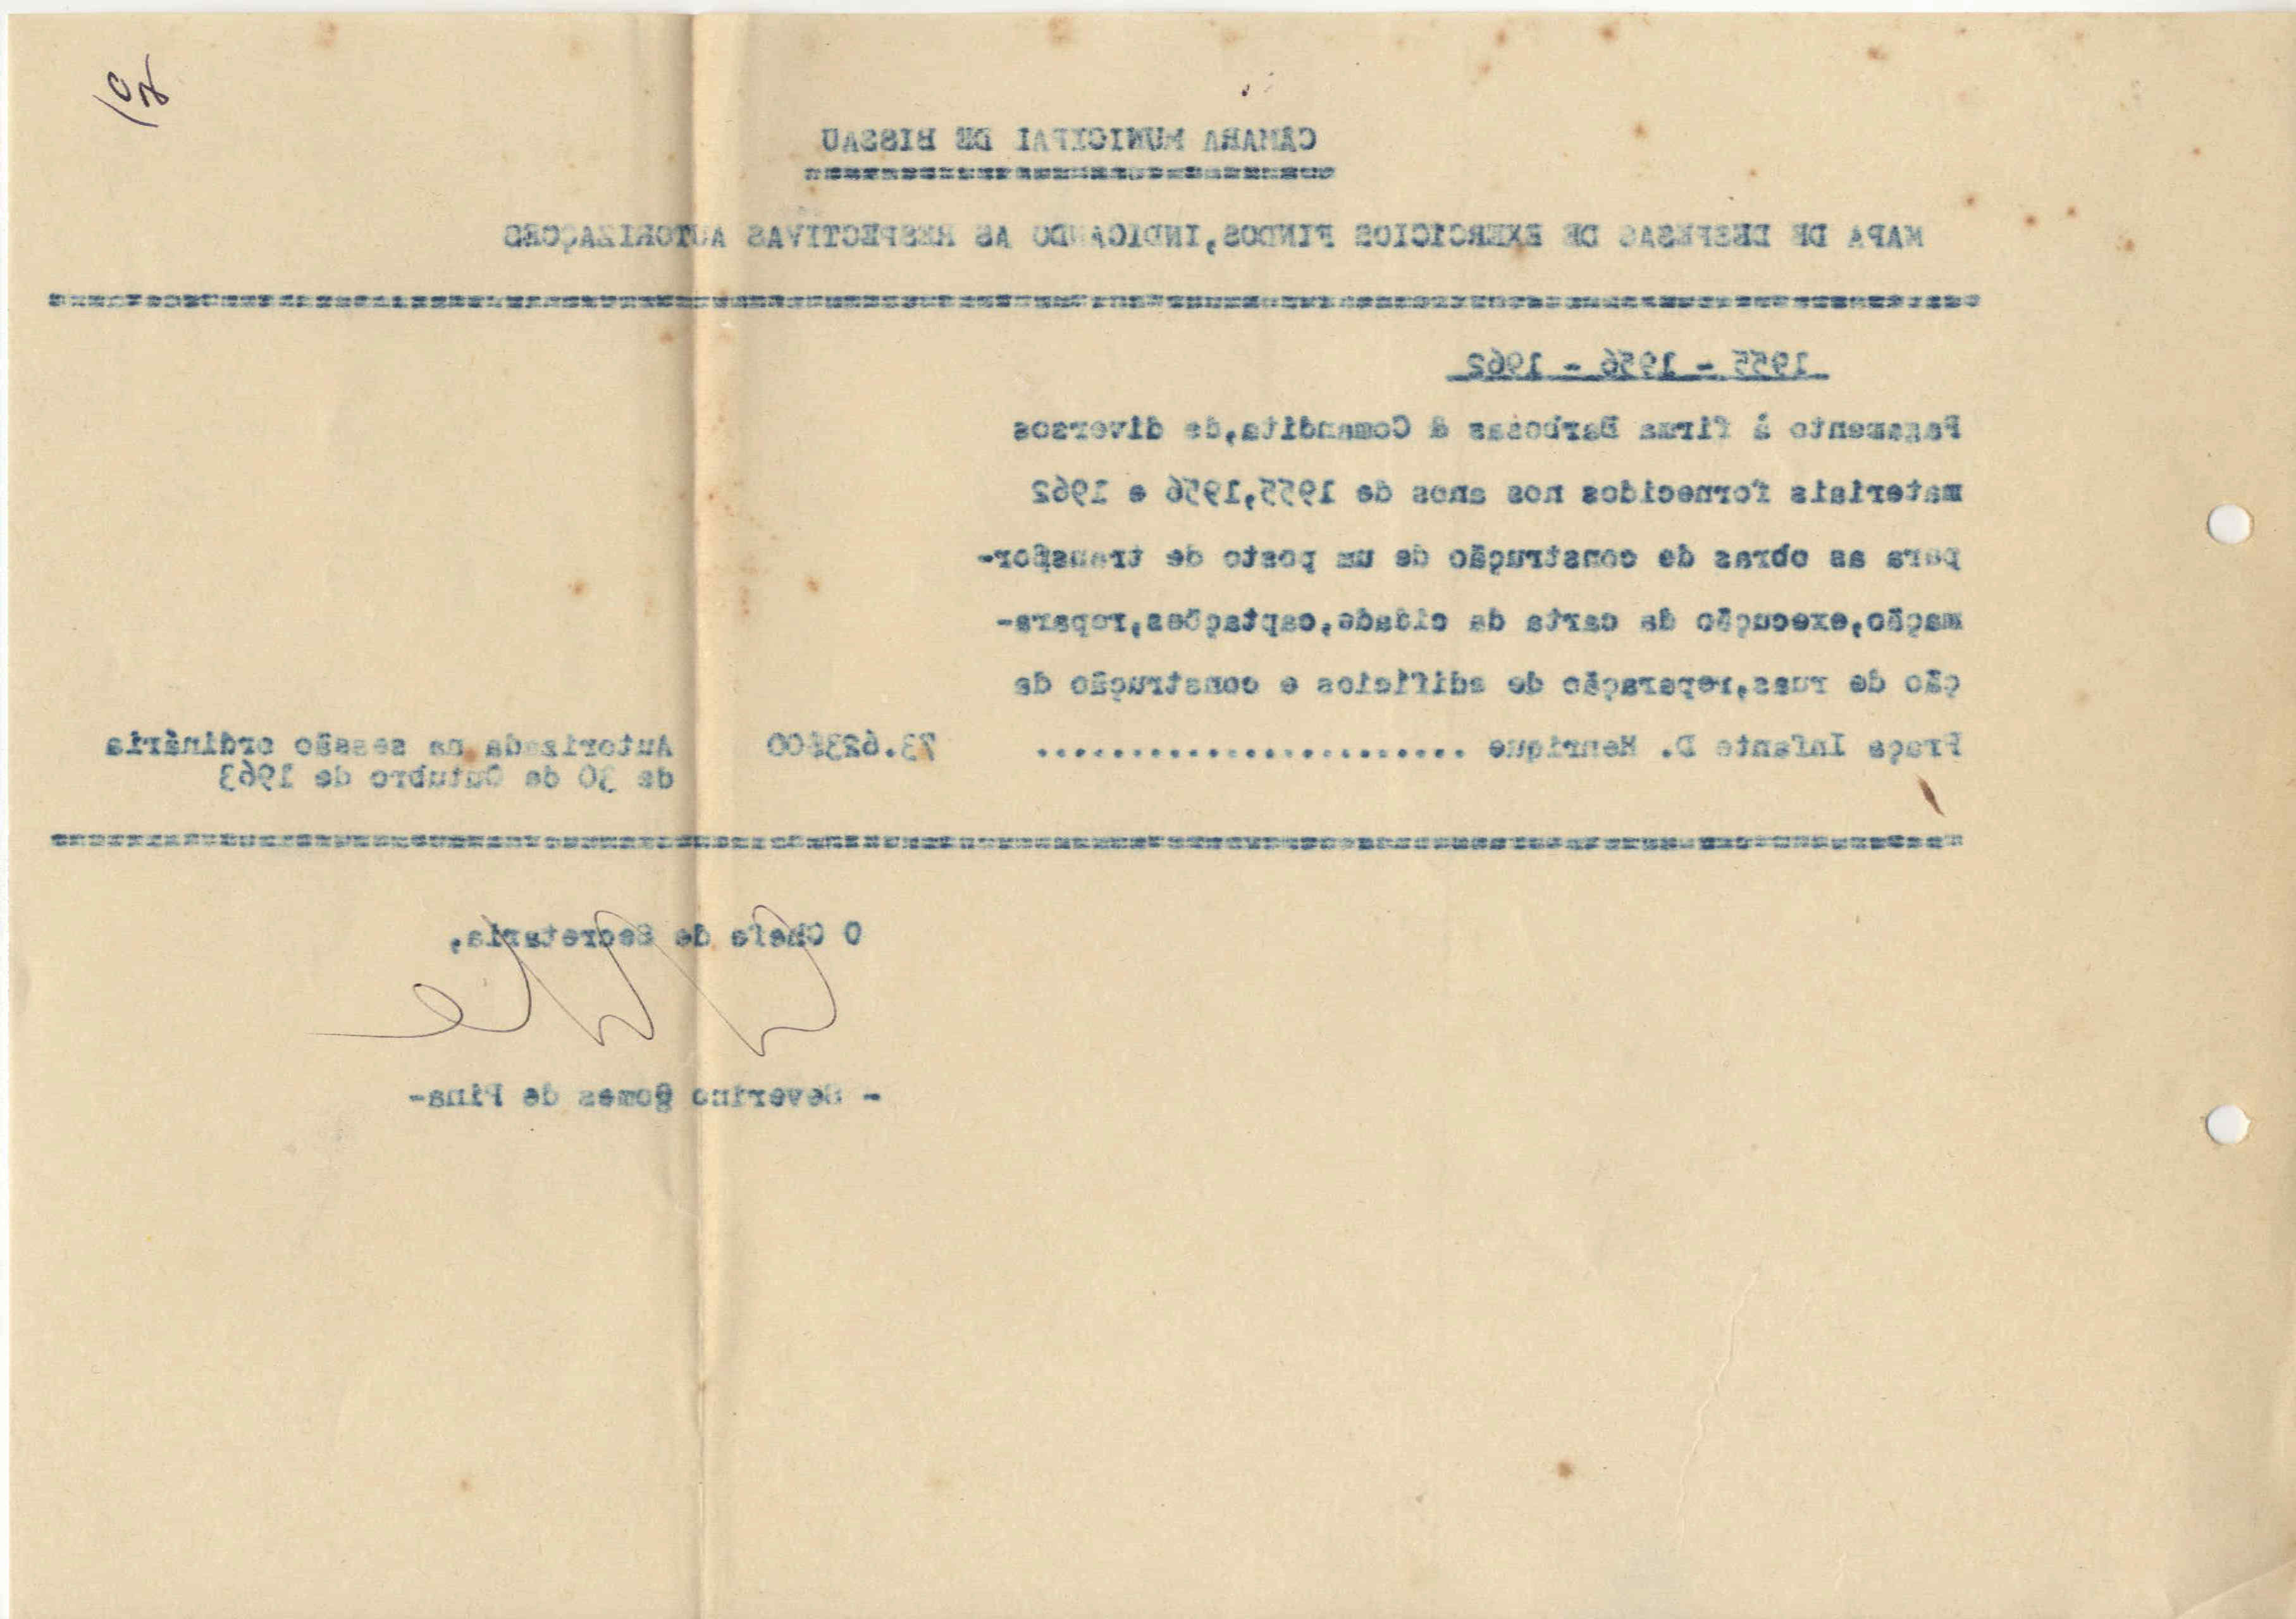 CÂMARA MUNICIPAL DE BISSAU
MAPA DE DESPESAS DE EXERCICIOS FINDOS,INDICANDO AS RESPECTIVAS AUTORIZAÇOES
1955 - 1956 - 1962
Pagamento à firma Barbosas & Comandita,de diversos
materiais fornecidos nos anos de 1955,1956 e 1962
para as obras de construção de um posto de transfor-
mação,execução da carta da cidade,captações,repara-
ção de ruas,reperação de edificios e construção da
Praça Infante D. Henrique ....................... 73.623$00 Autorizada na sessão ordinária
de 30 de Outubro de 1963
O Chefe da Secretaria,
- Severino gomes de Pina-